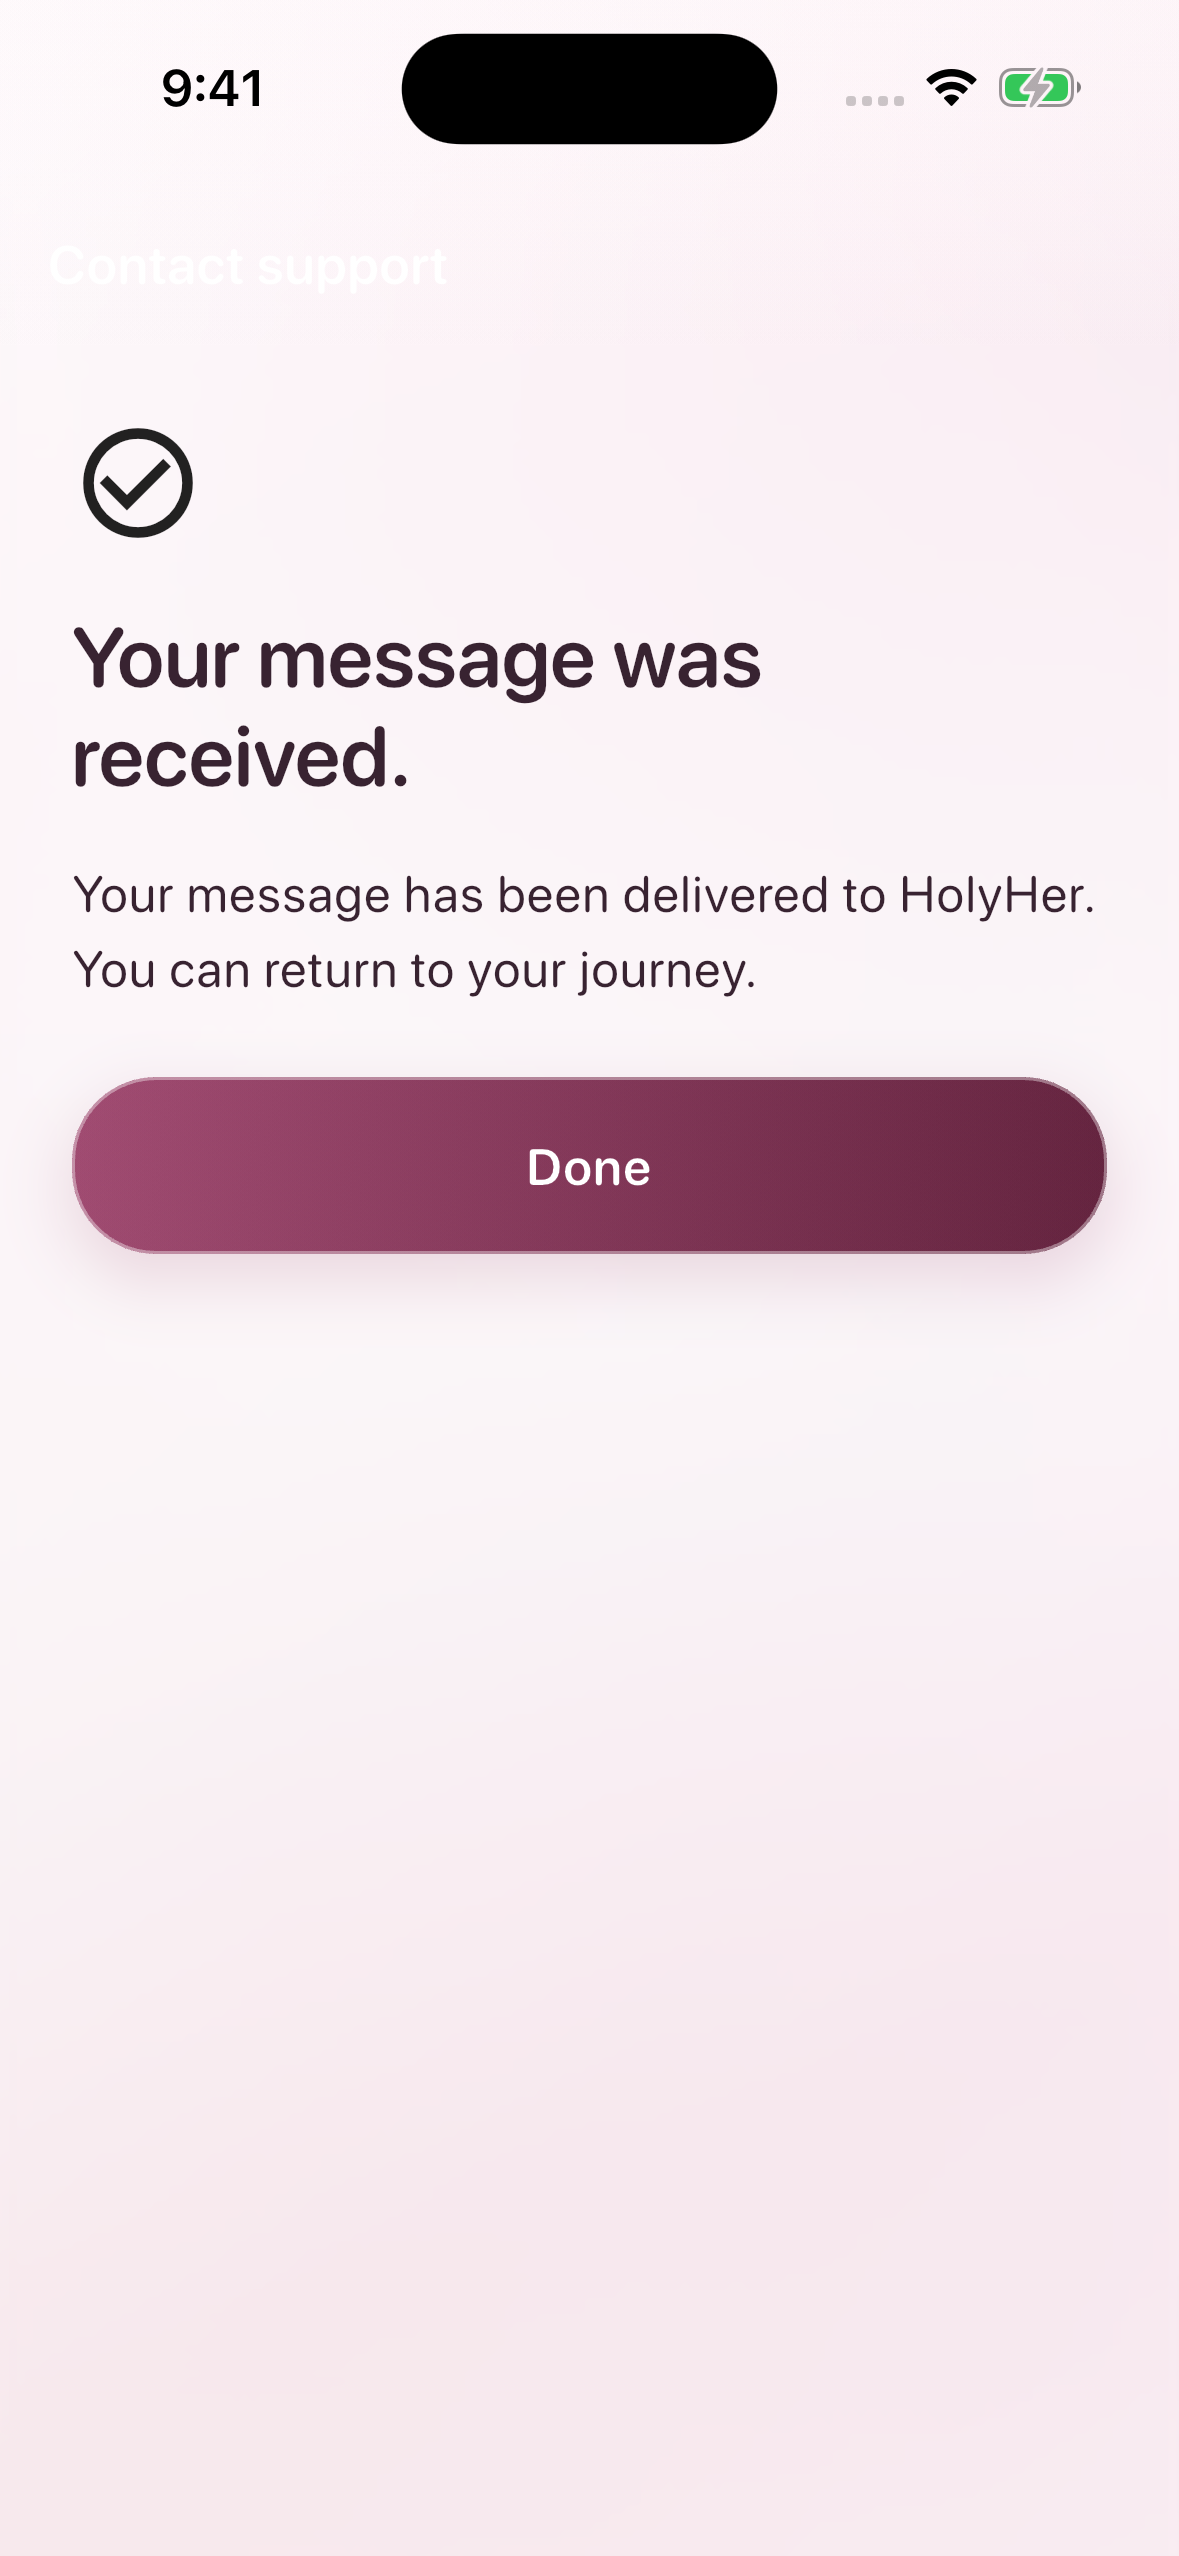 9:41
Contact support
Your message was
received.
Your message has been delivered to HolyHer.
You can return to your journey.
Done